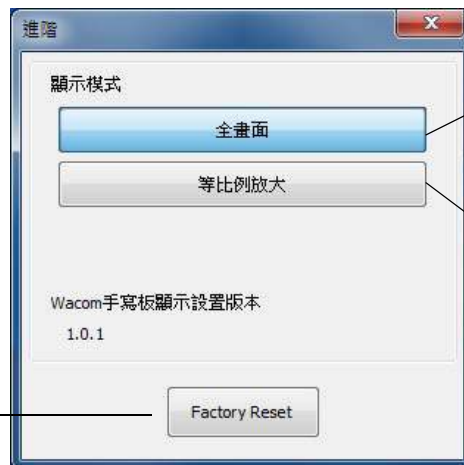 進階
顯示模式
全畫面
等比例放大
Wacom手寫板顯示設置版本
1.0.1
Factory Reset